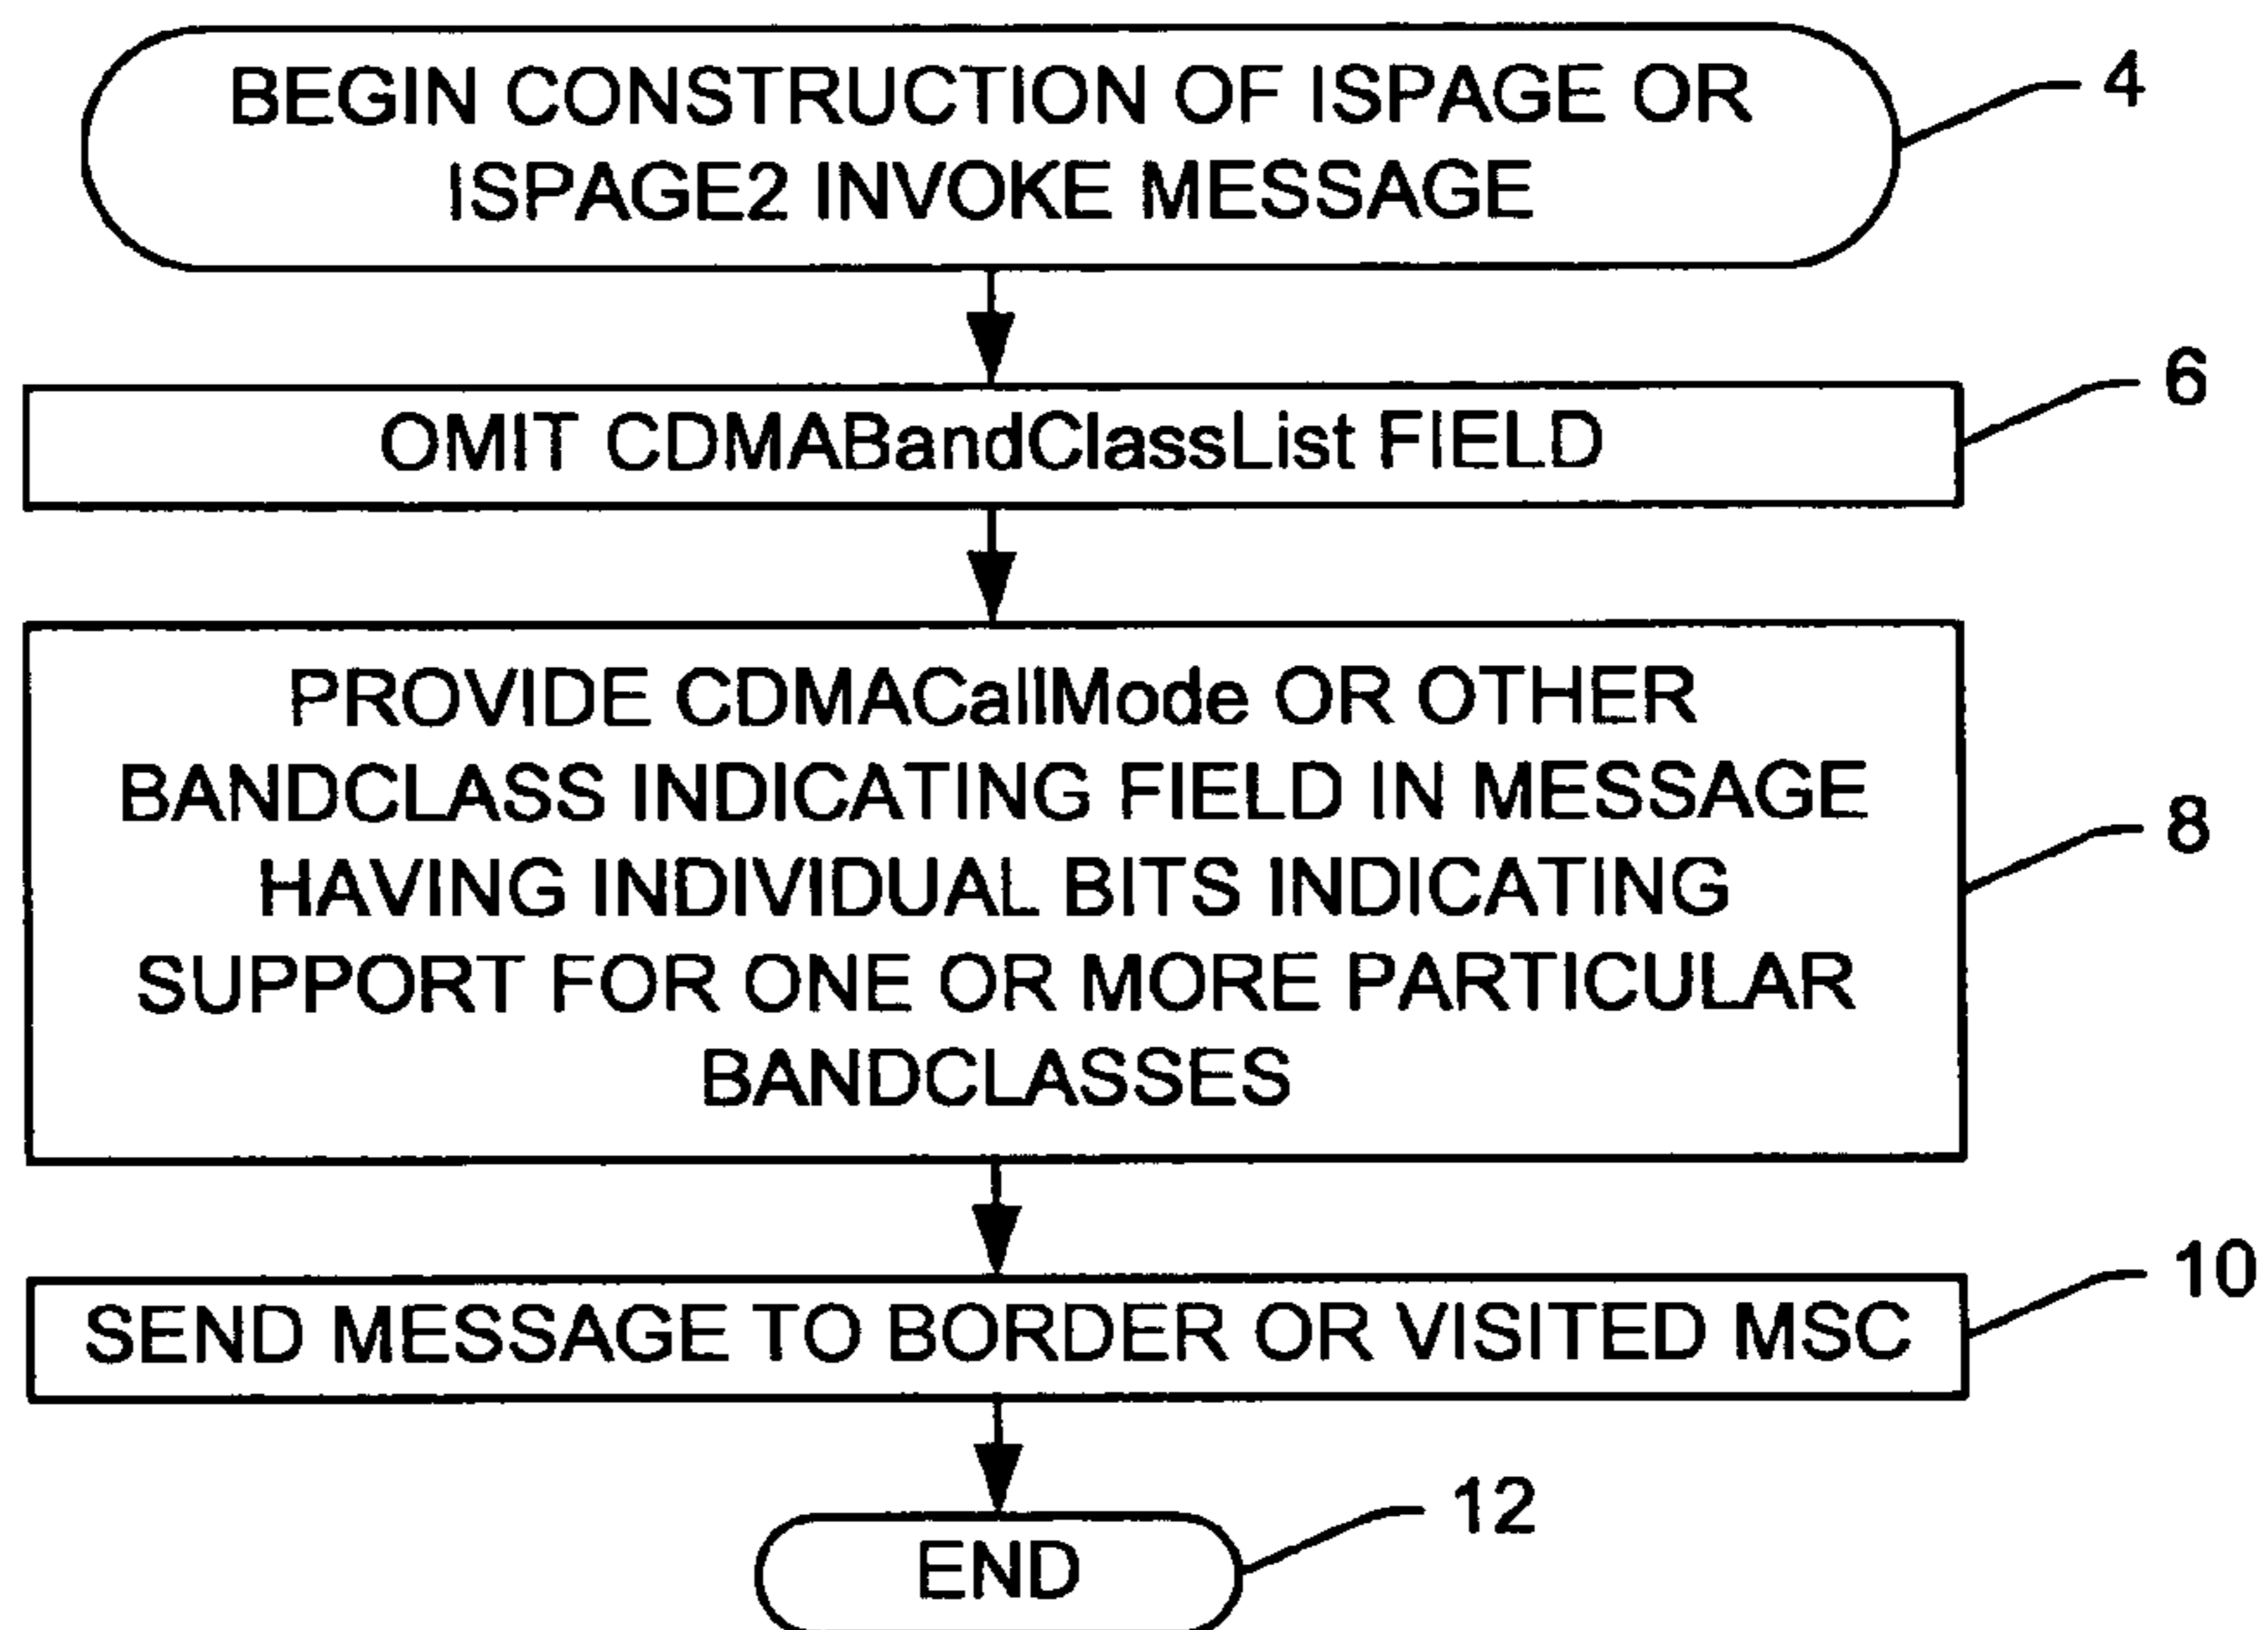 BEGIN CONSTRUCTION OF ISPAGE OR
ISPAGE2 INVOKE MESSAGE
4
OMIT CDMABandClassList FIELD
6
PROVIDE CDMACallMode OR OTHER
BANDCLASS INDICATING FIELD IN MESSAGE
HAVING INDIVIDUAL BITS INDICATING
SUPPORT FOR ONE OR MORE PARTICULAR
BANDCLASSES
8
SEND MESSAGE TO BORDER OR VISITED MSC
10
END
12